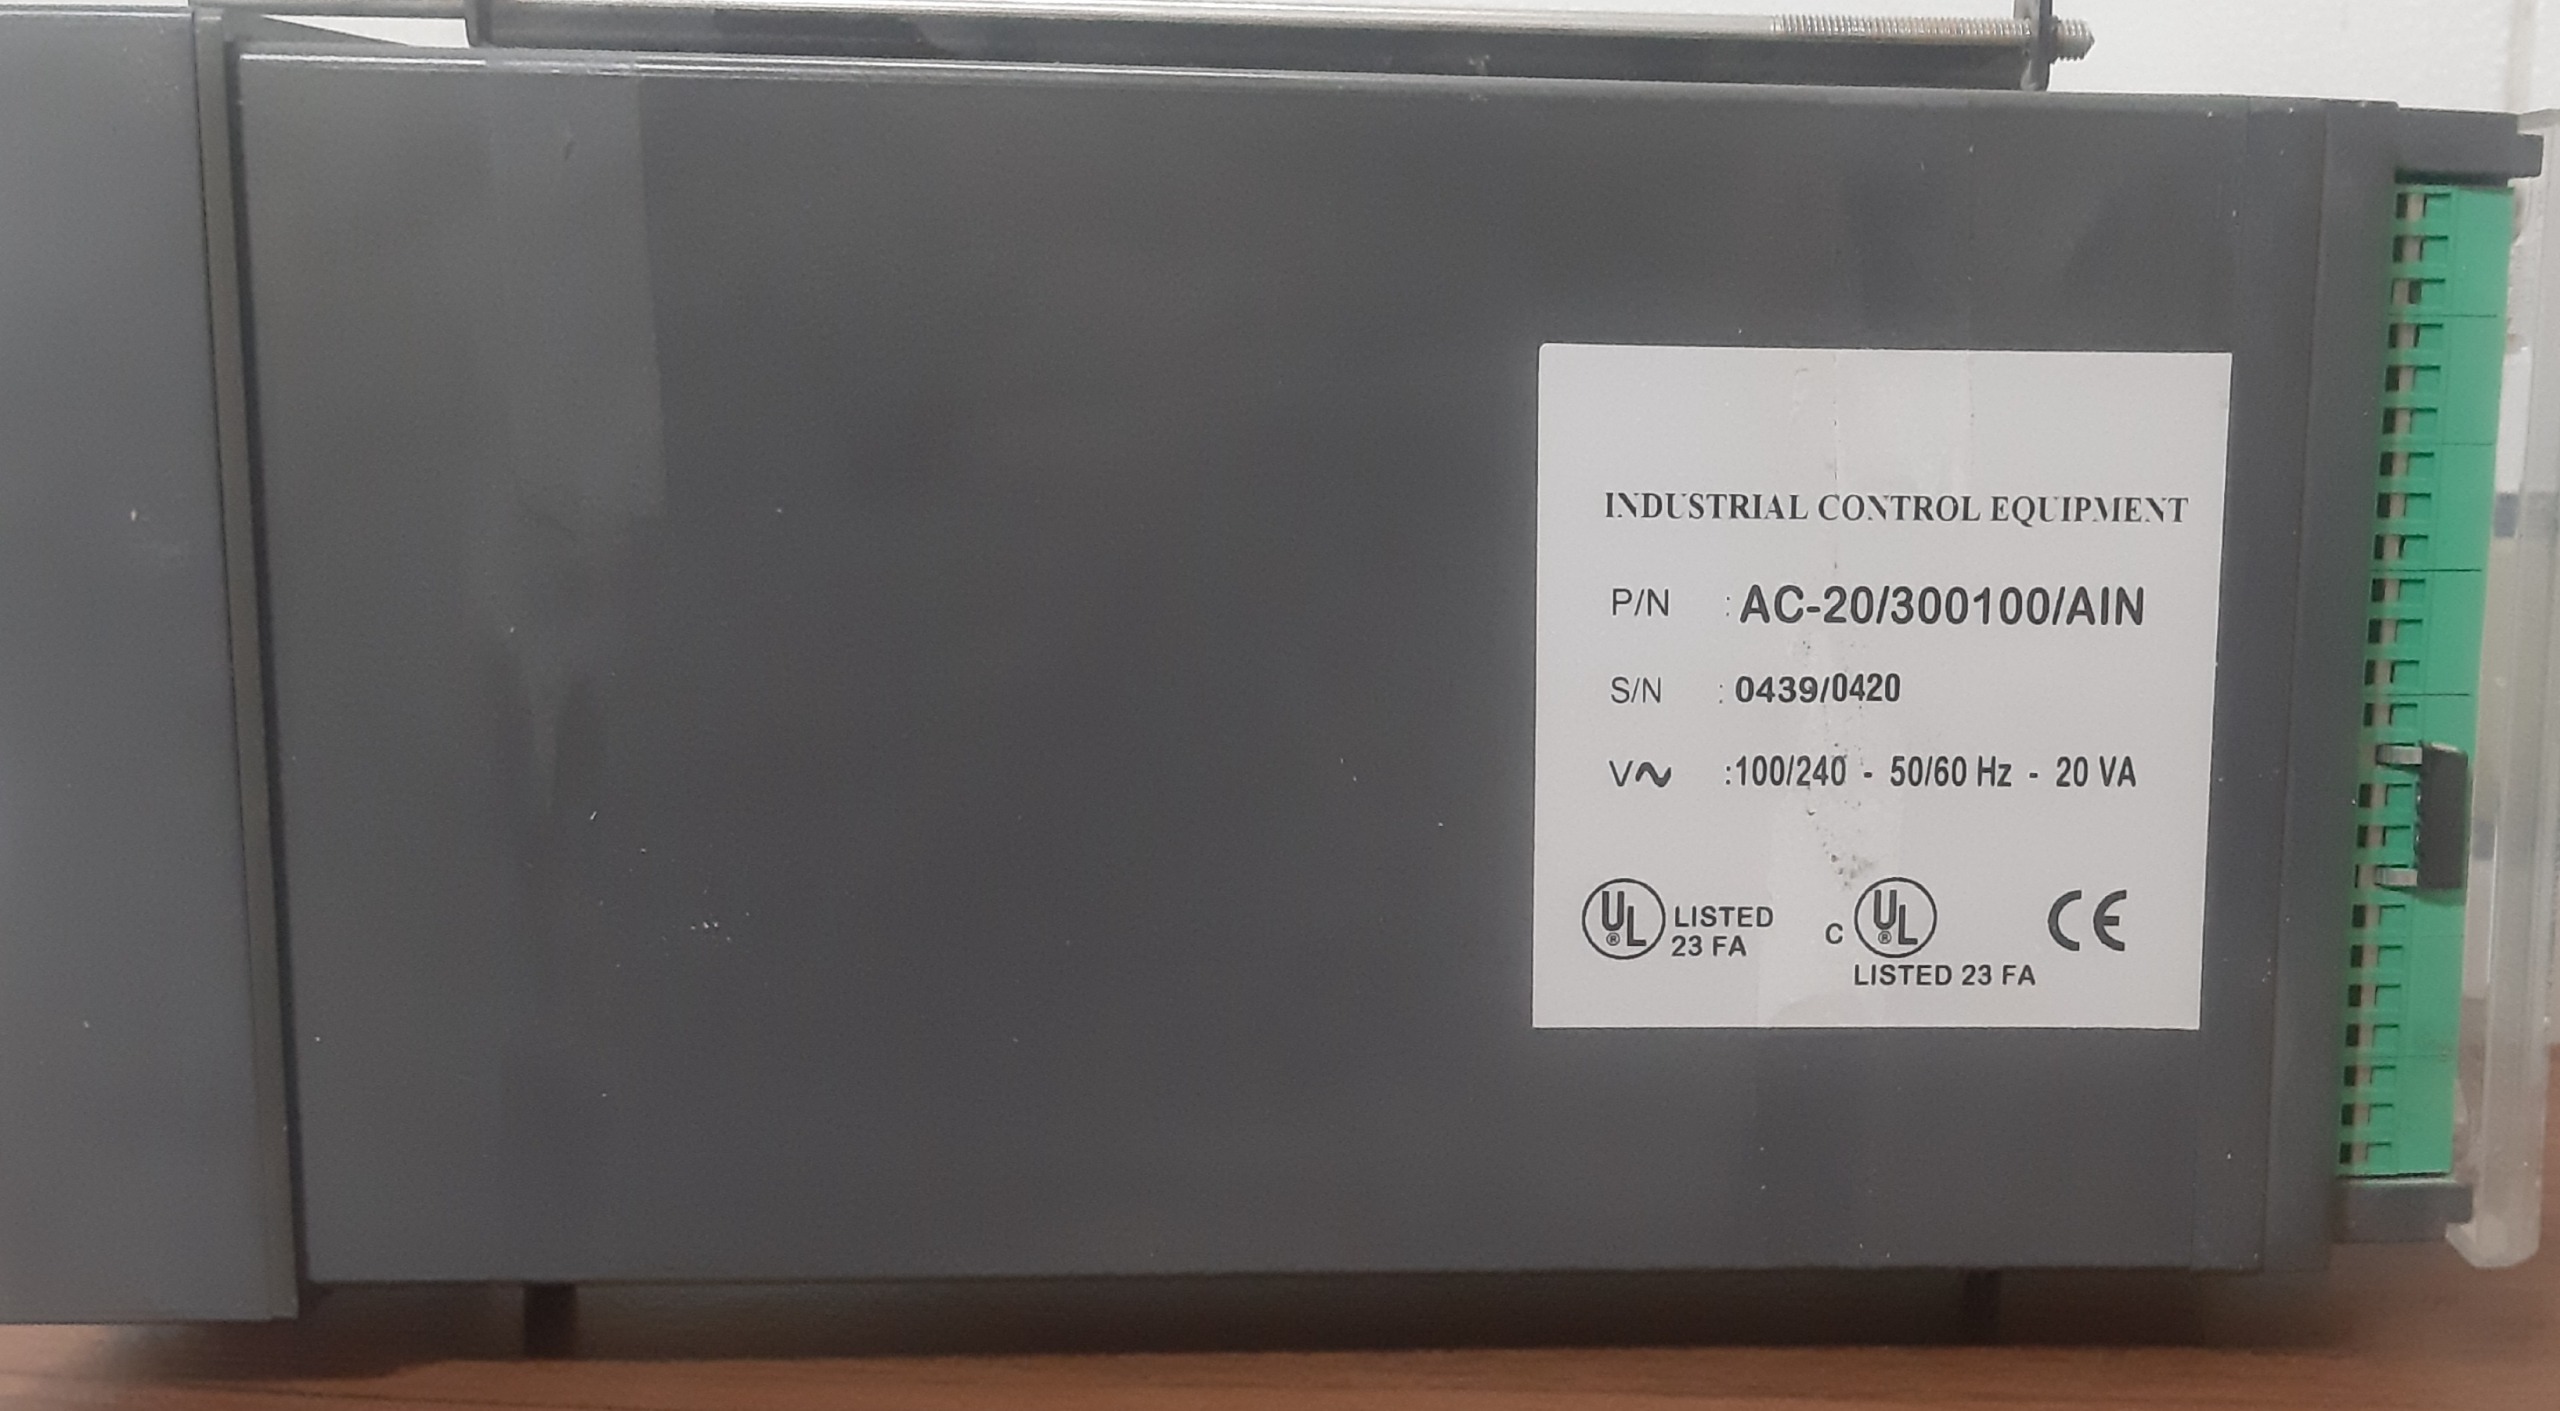 INDUSTRIAL CONTROL EQUIPMENT
P/N : AC-20/300100/AIN
S/N : 0439/0420
V~ :100/240 - 50/60 Hz - 20 VA
UL® LISTED 23 FA
C UL® LISTED 23 FA
CE